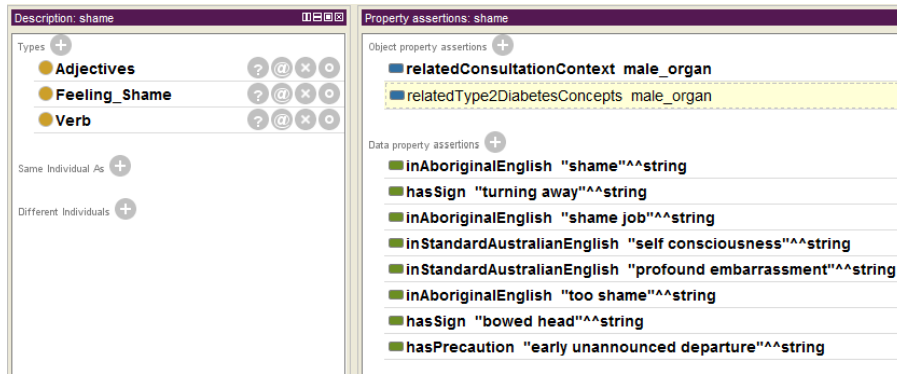 Description: shame
Types
Adjectives
Feeling_Shame
Verb
Same Individual As
Different Individuals
Property assertions: shame
Object property assertions
relatedConsultationContext male_organ
relatedType2DiabetesConcepts male_organ
Data property assertions
inAboriginalEnglish "shame"^^string
hasSign "turning away"^^string
inAboriginalEnglish "shame job"^^string
inStandardAustralianEnglish "self consciousness"^^string
inStandardAustralianEnglish "profound embarrassment"^^string
inAboriginalEnglish "too shame"^^string
hasSign "bowed head"^^string
hasPrecaution "early unannounced departure"^^string